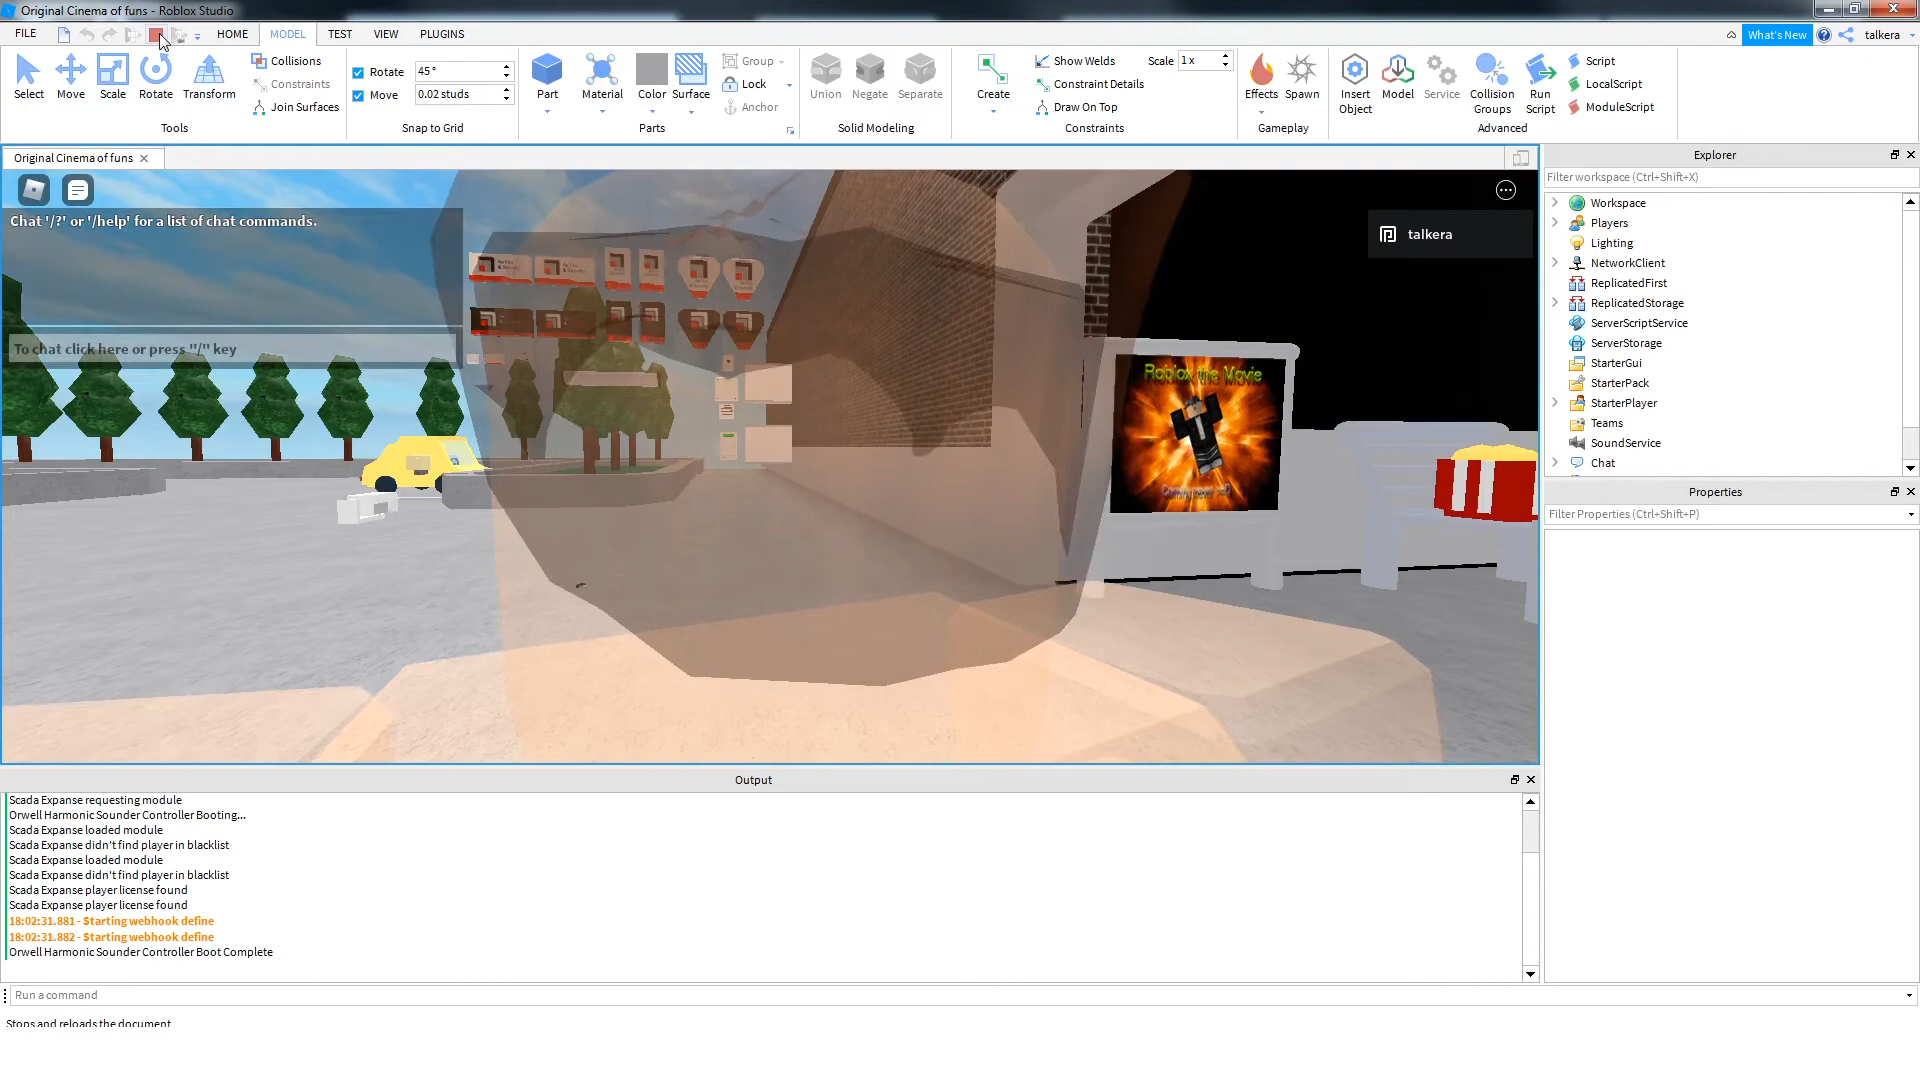 Original Cinema of funs - Roblox Studio
FILE
HOME
MODEL
TEST
VIEW
PLUGINS
What's New
talkera
Select
Move
Scale
Rotate
Transform
Collisions
Constraints
Join Surfaces
Tools
Rotate
45°
Move
0.02 studs
Snap to Grid
Part
Material
Color
Surface
Group
Lock
Anchor
Parts
Union
Negate
Separate
Solid Modeling
Create
Show Welds
Scale
1x
Constraint Details
Draw On Top
Constraints
Effects
Spawn
Gameplay
Insert
Object
Model
Service
Collision
Groups
Run
Script
Script
LocalScript
ModuleScript
Advanced
Original Cinema of funs
Chat '/?' or '/help' for a list of chat commands.
To chat click here or press "/" key
talkera
Roblox the Movie
Explorer
Filter workspace (Ctrl+Shift+X)
Workspace
Players
Lighting
NetworkClient
ReplicatedFirst
ReplicatedStorage
ServerScriptService
ServerStorage
StarterGui
StarterPack
StarterPlayer
Teams
SoundService
Chat
Properties
Filter Properties (Ctrl+Shift+P)
Output
Scada Expanse requesting module
Orwell Harmonic Sounder Controller Booting...
Scada Expanse loaded module
Scada Expanse didn't find player in blacklist
Scada Expanse loaded module
Scada Expanse didn't find player in blacklist
Scada Expanse player license found
Scada Expanse player license found
18:02:31.881 - Starting webhook define
18:02:31.882 - Starting webhook define
Orwell Harmonic Sounder Controller Boot Complete
Run a command
Stops and reloads the document